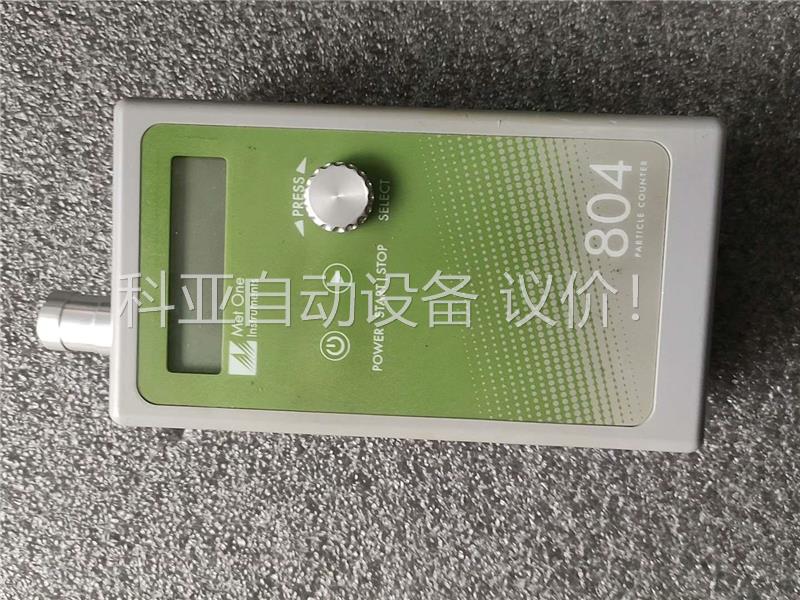 Met One
Instruments
◄ PRESS ►
SELECT
POWER
START / STOP
804
PARTICLE COUNTER
科亚自动设备 议价！